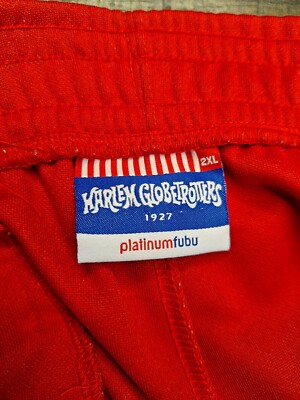 2XL
HARLEM GLOBETROTTERS
1927
platinumfubu